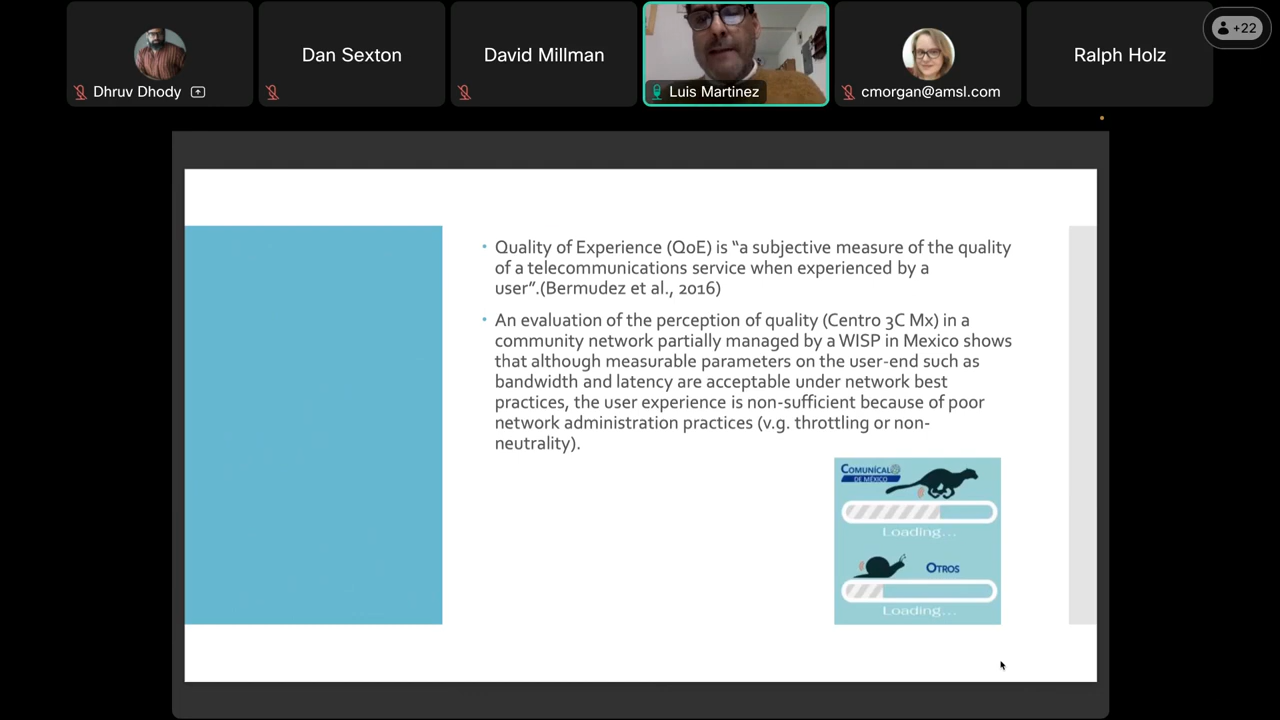 Dhruv Dhody
Dan Sexton
David Millman
Luis Martinez
cmorgan@amsl.com
Ralph Holz
+22
• Quality of Experience (QoE) is “a subjective measure of the quality
of a telecommunications service when experienced by a
user”.(Bermudez et al., 2016)
• An evaluation of the perception of quality (Centro 3C Mx) in a
community network partially managed by a WISP in Mexico shows
that although measurable parameters on the user-end such as
bandwidth and latency are acceptable under network best
practices, the user experience is non-sufficient because of poor
network administration practices (v.g. throttling or non-
neutrality).
COMUNÍCALO
DE MÉXICO
Loading...
OTROS
Loading...